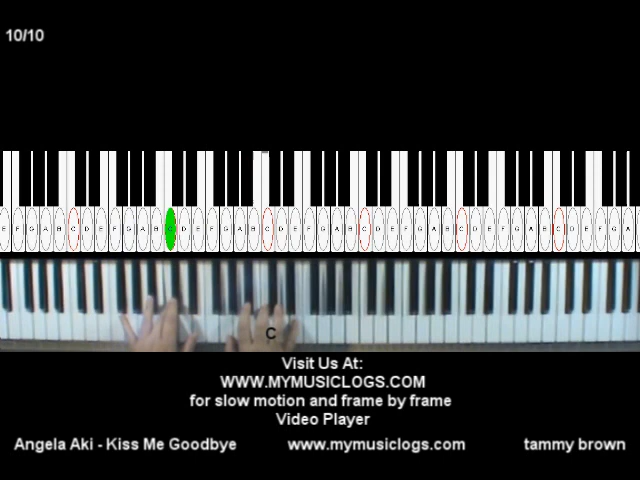 10/10
E F G A B C D E F G A B C D E F G A B C D E F G A B C D E F G A B C D E F G A B C D E F G A
C
Visit Us At:
WWW.MYMUSICLOGS.COM
for slow motion and frame by frame
Video Player
Angela Aki - Kiss Me Goodbye www.mymusiclogs.com tammy brown